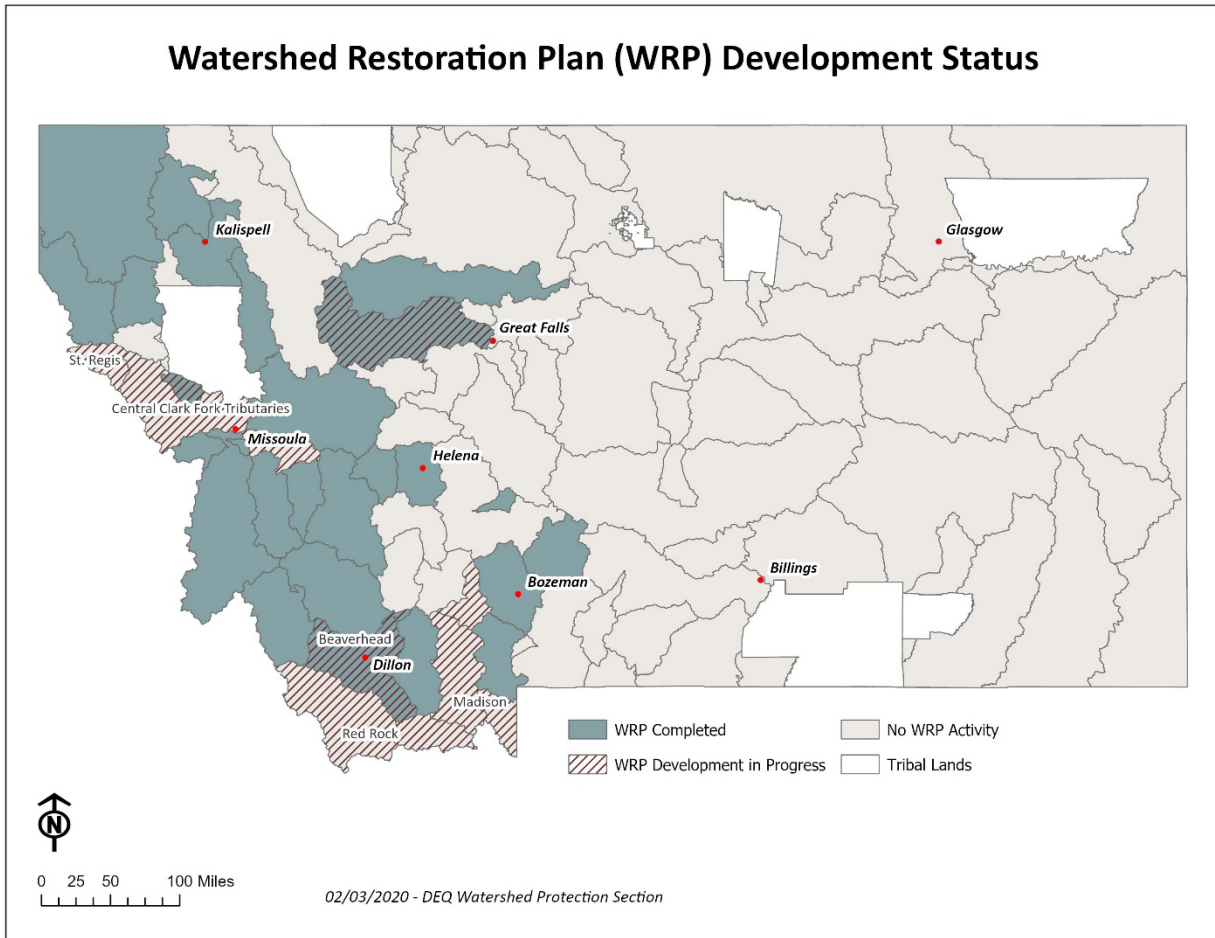 Watershed Restoration Plan (WRP) Development Status
Kalispell
Glasgow
Great Falls
St. Regis
Central Clark Fork Tributaries
Missoula
Helena
Billings
Bozeman
Beaverhead
Dillon
Madison
Red Rock
WRP Completed
No WRP Activity
WRP Development in Progress
Tribal Lands
N
0 25 50 100 Miles
02/03/2020 - DEQ Watershed Protection Section